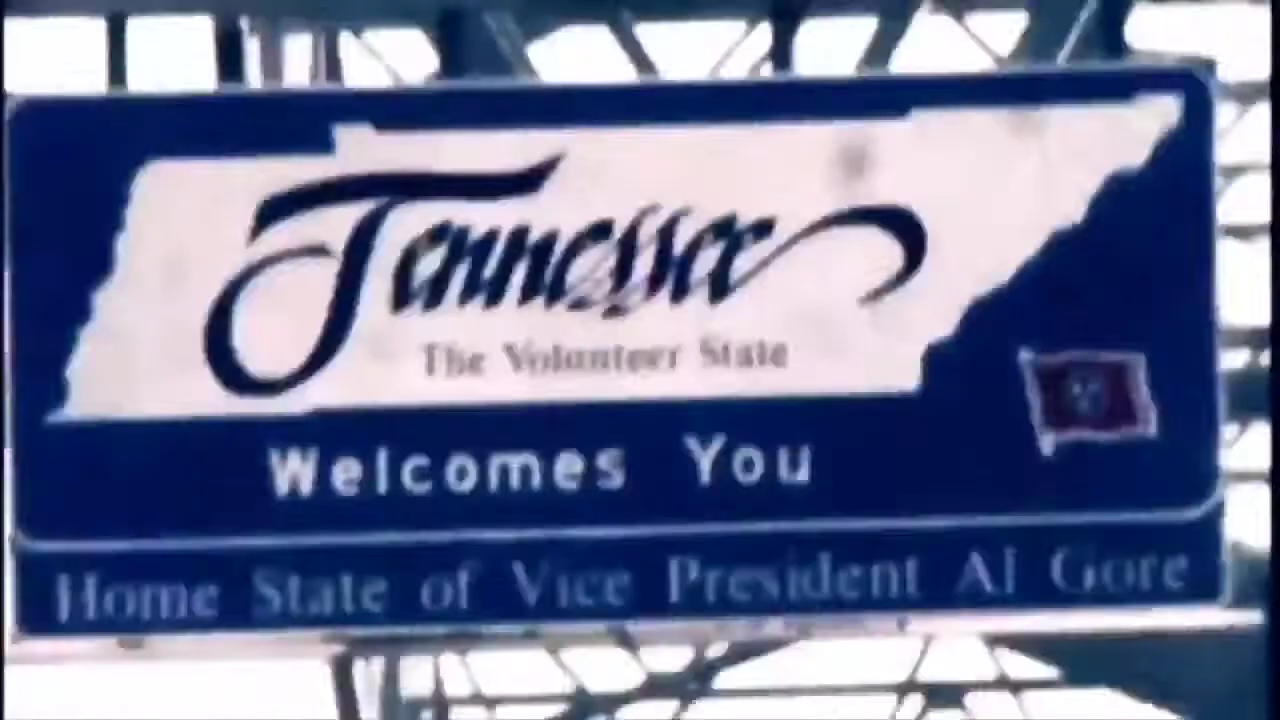 Tennessee
The Volunteer State
Welcomes You
Home State of Vice President Al Gore